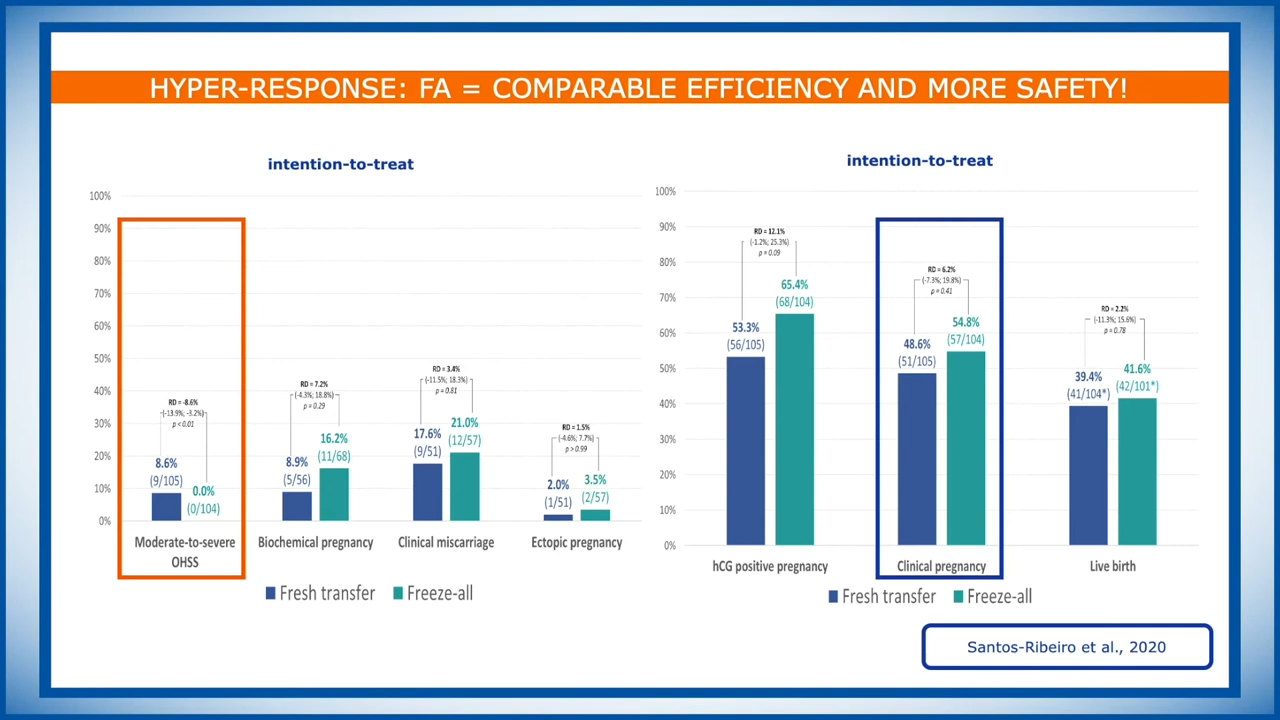 HYPER-RESPONSE: FA = COMPARABLE EFFICIENCY AND MORE SAFETY!
intention-to-treat
100%
90%
80%
70%
60%
50%
40%
30%
20%
10%
0%
RD = -8.6%
(-13.9%; -3.2%)
p < 0.01
8.6%
(9/105)
0.0%
(0/104)
RD = 7.2%
(-4.3%; 18.8%)
p = 0.29
8.9%
(5/56)
16.2%
(11/68)
RD = 3.4%
(-11.5%; 18.3%)
p = 0.81
17.6%
(9/51)
21.0%
(12/57)
RD = 1.5%
(-4.6%; 7.7%)
p > 0.99
2.0%
(1/51)
3.5%
(2/57)
Moderate-to-severe
OHSS
Biochemical pregnancy
Clinical miscarriage
Ectopic pregnancy
Fresh transfer
Freeze-all
intention-to-treat
100%
90%
80%
70%
60%
50%
40%
30%
20%
10%
0%
RD = 12.1%
(-1.2%; 25.3%)
p = 0.09
53.3%
(56/105)
65.4%
(68/104)
RD = 6.2%
(-7.3%; 19.8%)
p = 0.41
48.6%
(51/105)
54.8%
(57/104)
RD = 2.2%
(-11.3%; 15.6%)
p = 0.78
39.4%
(41/104*)
41.6%
(42/101*)
hCG positive pregnancy
Clinical pregnancy
Live birth
Fresh transfer
Freeze-all
Santos-Ribeiro et al., 2020